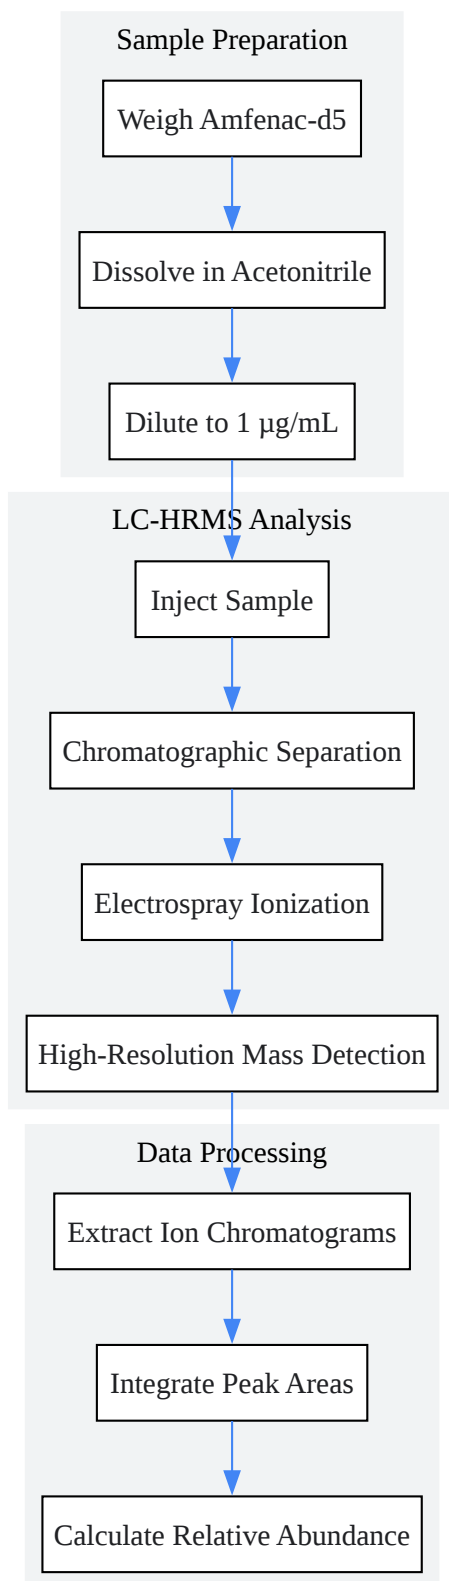 Sample Preparation
Weigh Amfenac-d5
Dissolve in Acetonitrile
Dilute to 1 µg/mL
LC-HRMS Analysis
Inject Sample
Chromatographic Separation
Electrospray Ionization
High-Resolution Mass Detection
Data Processing
Extract Ion Chromatograms
Integrate Peak Areas
Calculate Relative Abundance